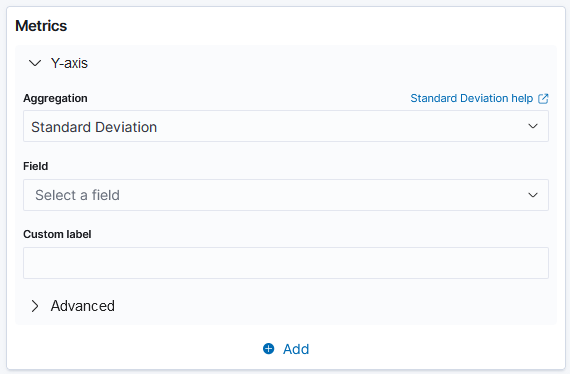 Metrics
Y-axis
Aggregation Standard Deviation help
Standard Deviation
Field
Select a field
Custom label
Advanced
Add